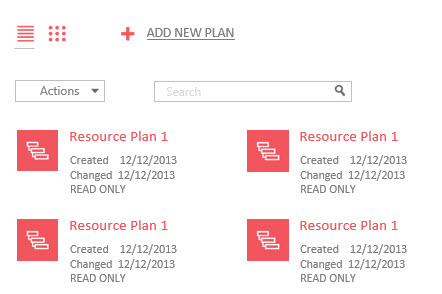 ADD NEW PLAN
Actions
Search
Resource Plan 1
Created 12/12/2013
Changed 12/12/2013
READ ONLY
Resource Plan 1
Created 12/12/2013
Changed 12/12/2013
READ ONLY
Resource Plan 1
Created 12/12/2013
Changed 12/12/2013
READ ONLY
Resource Plan 1
Created 12/12/2013
Changed 12/12/2013
READ ONLY